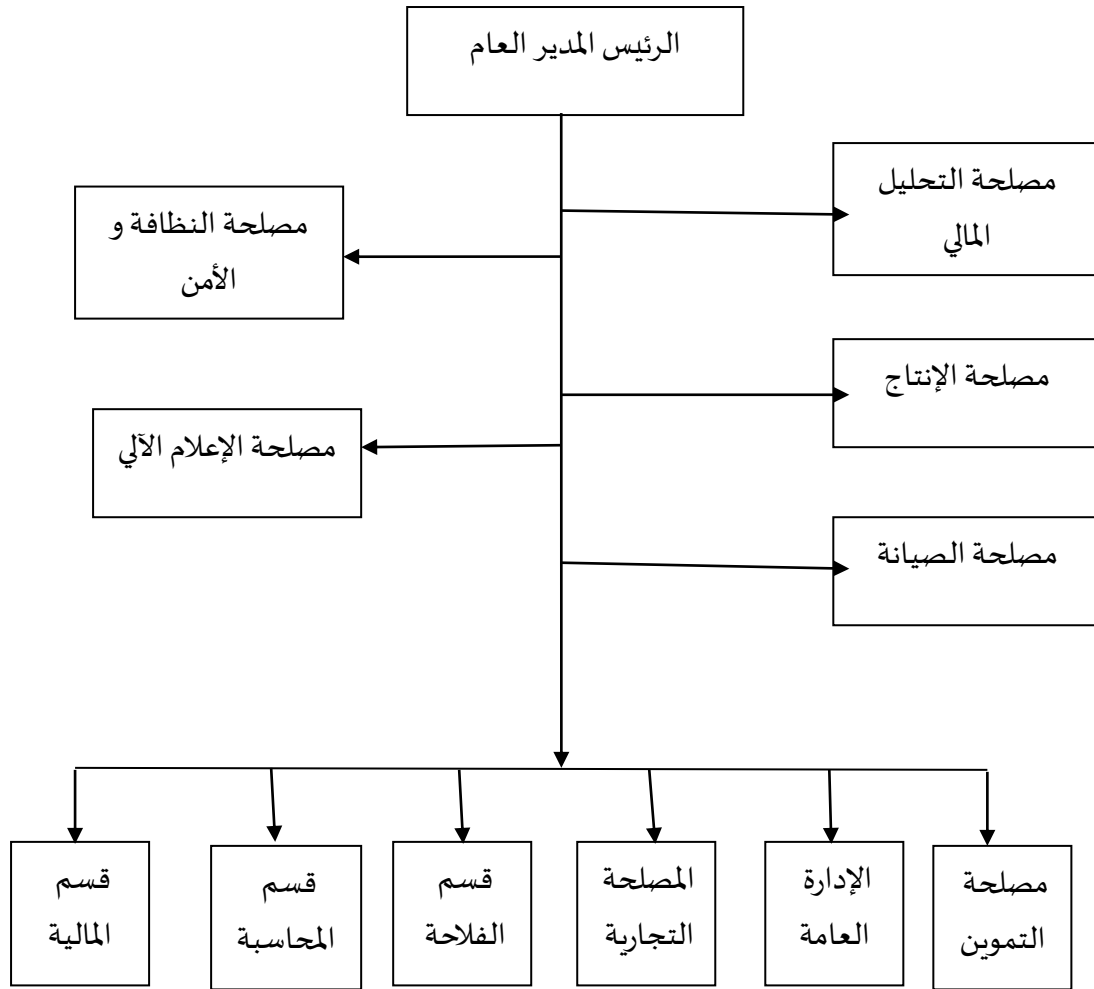 الرئيس المدير العام
مصلحة التحليل
المالي
مصلحة النظافة و
الأمن
مصلحة الإنتاج
مصلحة الإعلام الآلي
مصلحة الصيانة
مصلحة
التموين
الإدارة
العامة
المصلحة
التجارية
قسم
الفلاحة
قسم
المحاسبة
قسم
المالية